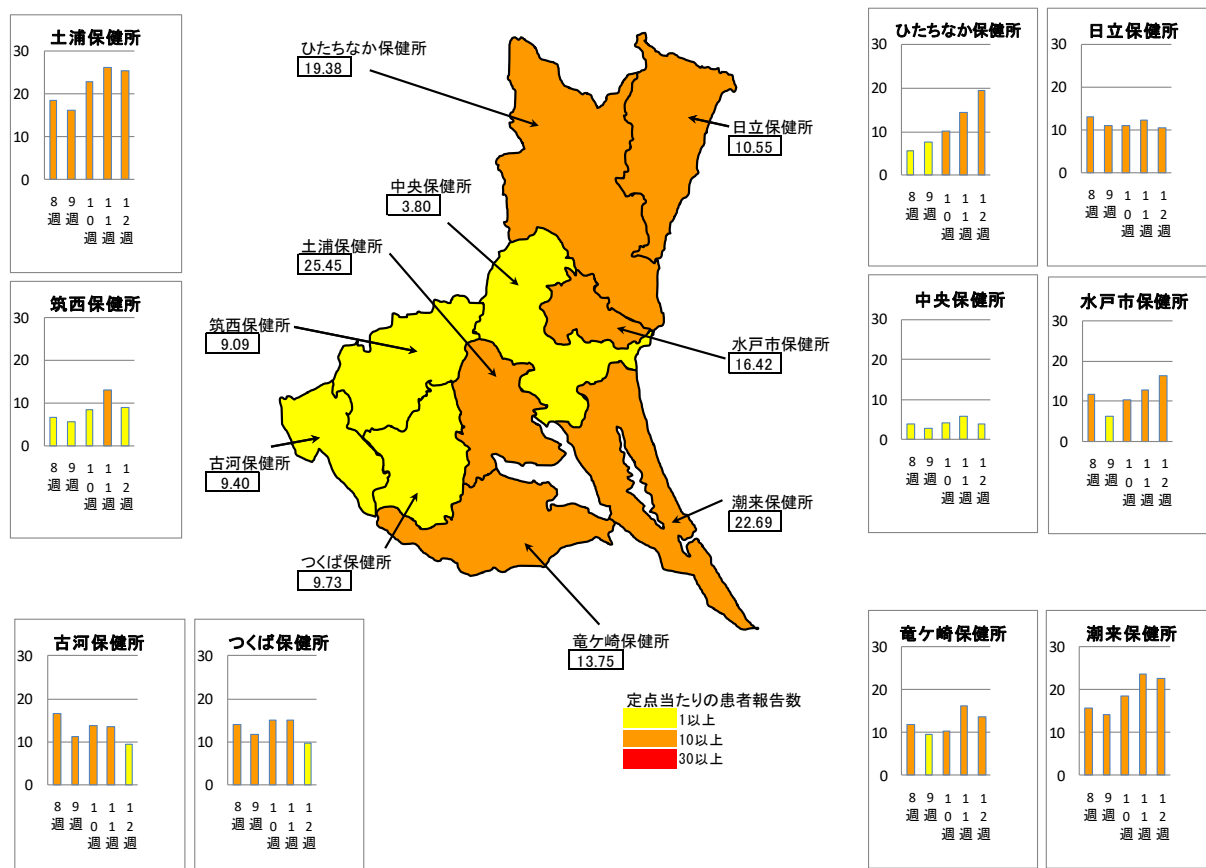 土浦保健所
30
20
10
0
8週
9週
10週
11週
12週
筑西保健所
30
20
10
0
8週
9週
10週
11週
12週
古河保健所
30
20
10
0
8週
9週
10週
11週
12週
つくば保健所
30
20
10
0
8週
9週
10週
11週
12週
ひたちなか保健所
19.38
日立保健所
10.55
中央保健所
3.80
土浦保健所
25.45
筑西保健所
9.09
水戸市保健所
16.42
古河保健所
9.40
潮来保健所
22.69
つくば保健所
9.73
竜ケ崎保健所
13.75
定点当たりの患者報告数
1以上
10以上
30以上
ひたちなか保健所
30
20
10
0
8週
9週
10週
11週
12週
日立保健所
30
20
10
0
8週
9週
10週
11週
12週
中央保健所
30
20
10
0
8週
9週
10週
11週
12週
水戸市保健所
30
20
10
0
8週
9週
10週
11週
12週
竜ケ崎保健所
30
20
10
0
8週
9週
10週
11週
12週
潮来保健所
30
20
10
0
8週
9週
10週
11週
12週